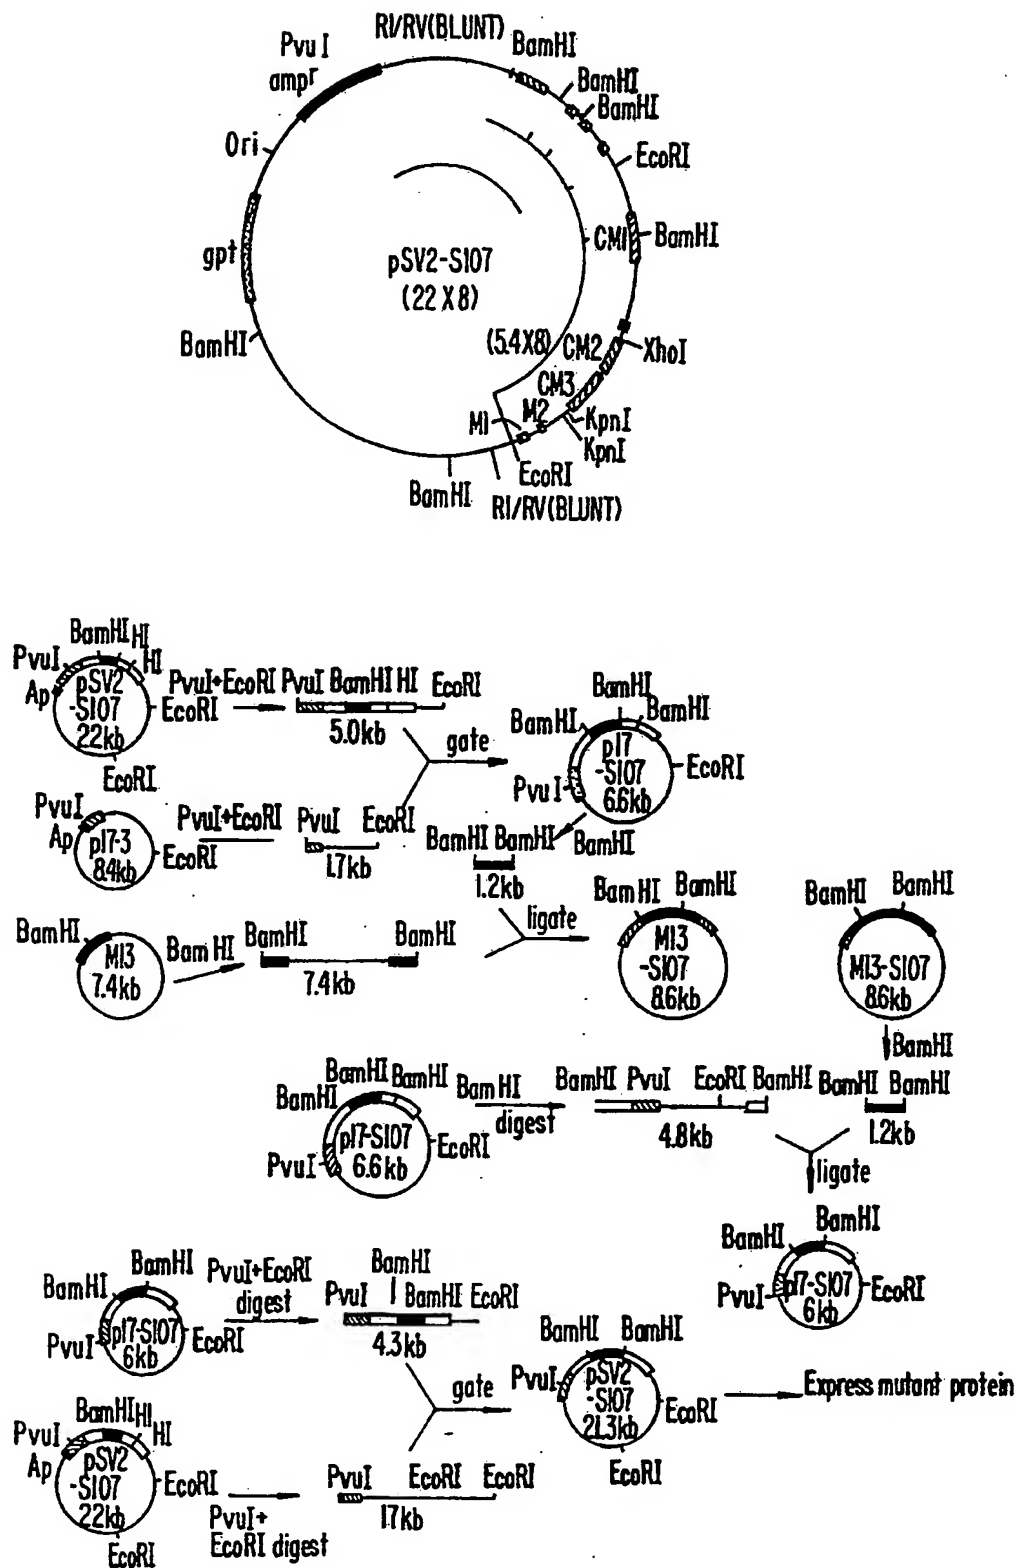 RI/RV(BLUNT)
BamHI
PvuI
ampr
BamHI
BamHI
Ori
EcoRI
gpt
CM1
BamHI
pSV2-S107
(22X8)
BamHI
(5.4X8)
CM2
XhoI
CM3
M2
KpnI
M1
KpnI
EcoRI
BamHI
RI/RV(BLUNT)
BamHI HI
HI
PvuI
Ap
pSV2
-S107
22kb
EcoRI
EcoRI
PvuI+EcoRI
PvuI BamHI HI EcoRI
5.0kb
gate
BamHI
BamHI
BamHI
p17
-S107
6.6kb
EcoRI
PvuI
BamHI
PvuI
Ap
p17-3
8.4kb
EcoRI
PvuI+EcoRI
PvuI EcoRI
1.7kb
BamHI BamHI
1.2kb
ligate
BamHI
M13
7.4kb
BamHI
BamHI BamHI
7.4kb
BamHI BamHI
M13
-S107
8.6kb
BamHI BamHI
M13-S107
8.6kb
BamHI
BamHI BamHI
BamHI
p17-S107
6.6kb
EcoRI
PvuI
BamHI
digest
BamHI PvuI EcoRI BamHI
4.8kb
BamHI BamHI
1.2kb
ligate
BamHI BamHI
PvuI
p17-S107
6kb
EcoRI
BamHI
BamHI
PvuI
p17-S107
6kb
EcoRI
PvuI+EcoRI
digest
BamHI
PvuI BamHI EcoRI
4.3kb
gate
BamHI BamHI
PvuI
pSV2
-S107
21.3kb
EcoRI
EcoRI
Express mutant protein
BamHI HI
HI
PvuI
Ap
pSV2
-S107
22kb
EcoRI
EcoRI
PvuI+
EcoRI digest
PvuI EcoRI EcoRI
17kb